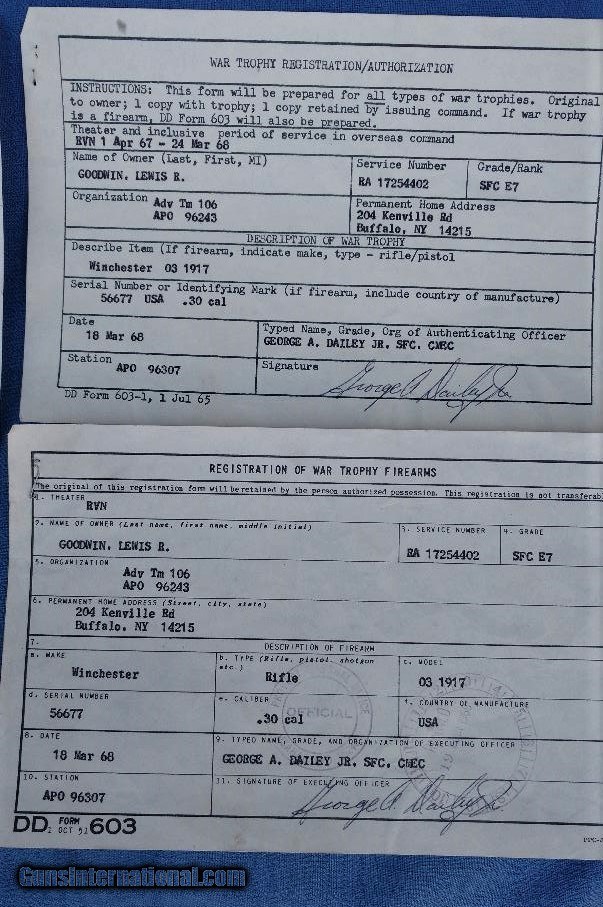 WAR TROPHY REGISTRATION/AUTHORIZATION
INSTRUCTIONS: This form will be prepared for all types of war trophies. Original
to owner; 1 copy with trophy; 1 copy retained by issuing command. If war trophy
is a firearm, DD Form 603 will also be prepared.
Theater and inclusive period of service in overseas command
RVN 1 Apr 67 - 24 Mar 68
Name of Owner (Last, First, MI)
GOODWIN. LEWIS R.
Service Number
RA 17254402
Grade/Rank
SFC E7
Organization Adv Tm 106
APO 96243
Permanent Home Address
204 Kenville Rd
Buffalo, NY 14215
DESCRIPTION OF WAR TROPHY
Describe Item (If firearm, indicate make, type - rifle/pistol
Winchester 03 1917
Serial Number or Identifying Mark (if firearm, include country of manufacture)
56677 USA .30 cal
Date
18 Mar 68
Typed Name, Grade, Org of Authenticating Officer
GEORGE A. DAILEY JR. SFC. CMEC
Station
APO 96307
Signature
George A Dailey Jr.
DD Form 603-1, 1 Jul 65
REGISTRATION OF WAR TROPHY FIREARMS
The original of this registration form will be retained by the person authorized possession. This registration is not transferab
1. THEATER
RVN
2. NAME OF OWNER (Last name, first name, middle initial)
GOODWIN. LEWIS R.
3. SERVICE NUMBER
RA 17254402
4. GRADE
SFC E7
5. ORGANIZATION
Adv Tm 106
APO 96243
6. PERMANENT HOME ADDRESS (Street, city, state)
204 Kenville Rd
Buffalo. NY 14215
7.
DESCRIPTION OF FIREARM
a. MAKE
Winchester
b. TYPE (Rifle, pistol, shotgun
etc.)
Rifle
c. MODEL
03 1917
d. SERIAL NUMBER
56677
e. CALIBER
.30 cal
OFFICIAL
f. COUNTRY OF MANUFACTURE
USA
8. DATE
18 Mar 68
9. TYPED NAME, GRADE, AND ORGANIZATION OF EXECUTING OFFICER
GEORGE A. DAILEY JR. SFC. CMEC
10. STATION
APO 96307
11. SIGNATURE OF EXECUTING OFFICER
George A Dailey Jr.
DD FORM 603
1 OCT 51
GunsInternational.com